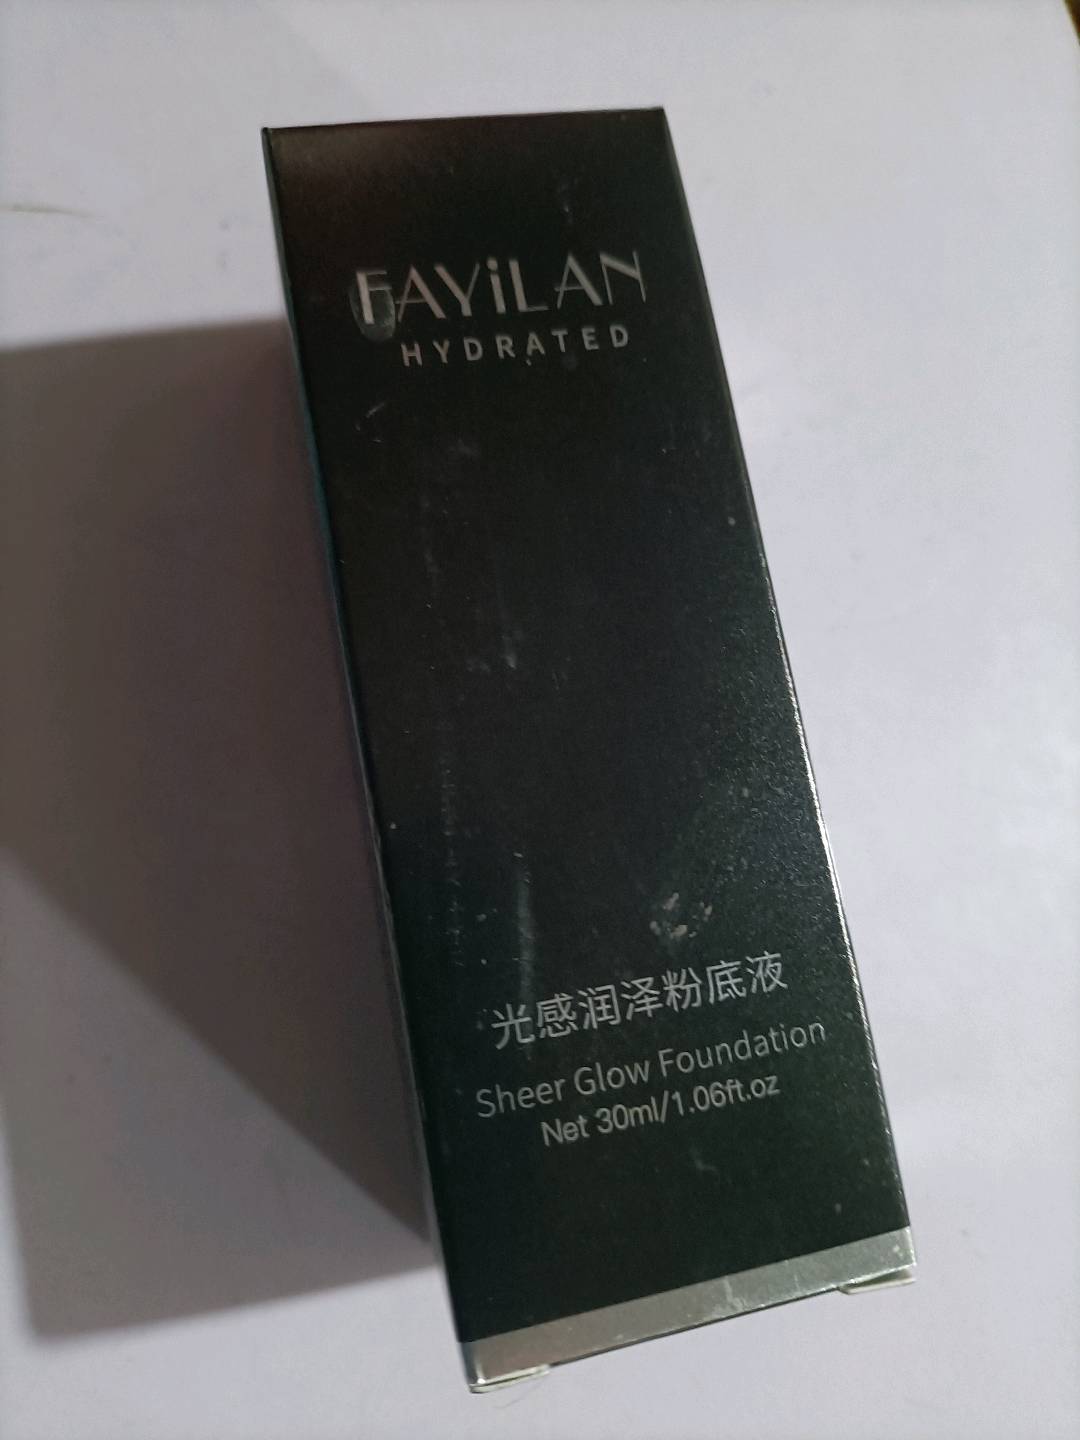 FAYiLAN
HYDRATED
光感润泽粉底液
Sheer Glow Foundation
Net 30ml/1.06ft.oz